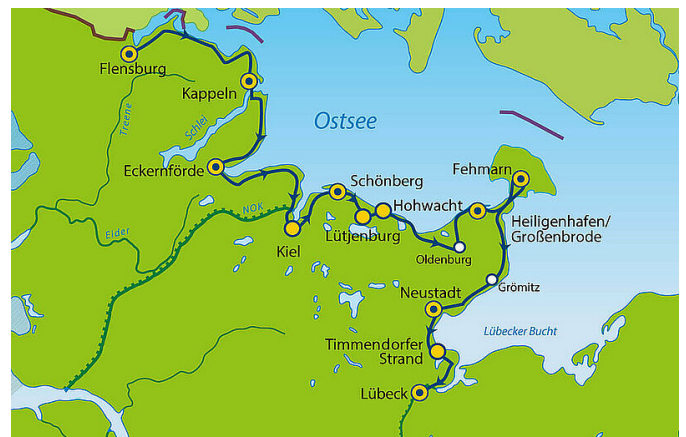 Flensburg
Kappeln
Treene
Schlei
Ostsee
Eckernförde
Fehmarn
Schönberg
Hohwacht
NOK
Heiligenhafen/
Großenbrode
Eider
Lütjenburg
Kiel
Oldenburg
Grömitz
Neustadt
Lübecker Bucht
Timmendorfer
Strand
Lübeck